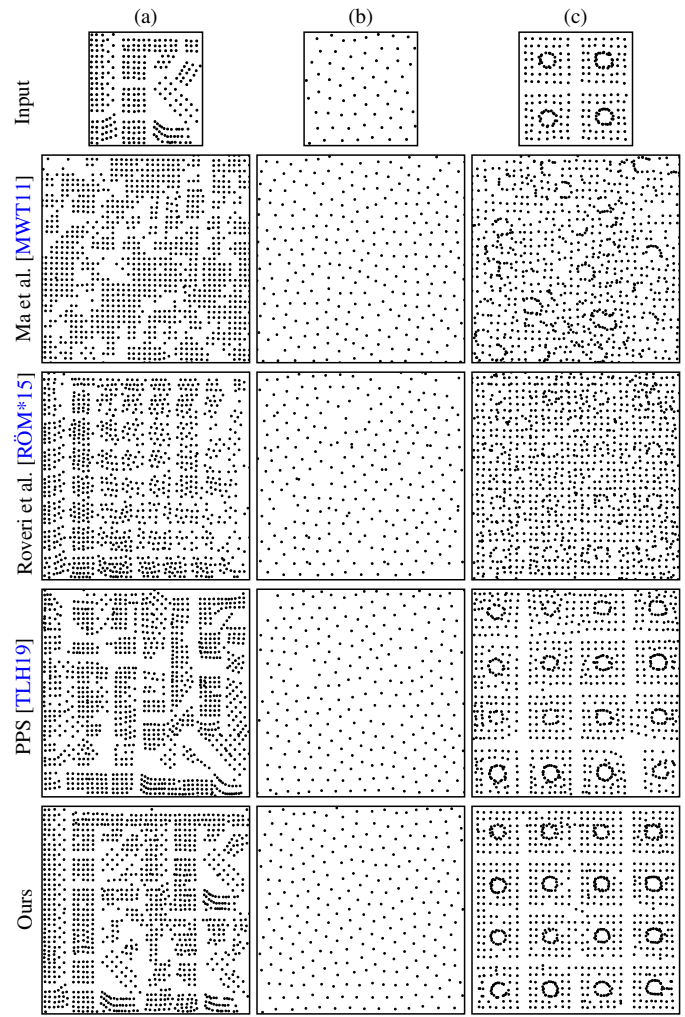 (a) (b) (c)
Input
Ma et al. [MWT11]
Roveri et al. [RÖM*15]
PPS [TLH19]
Ours